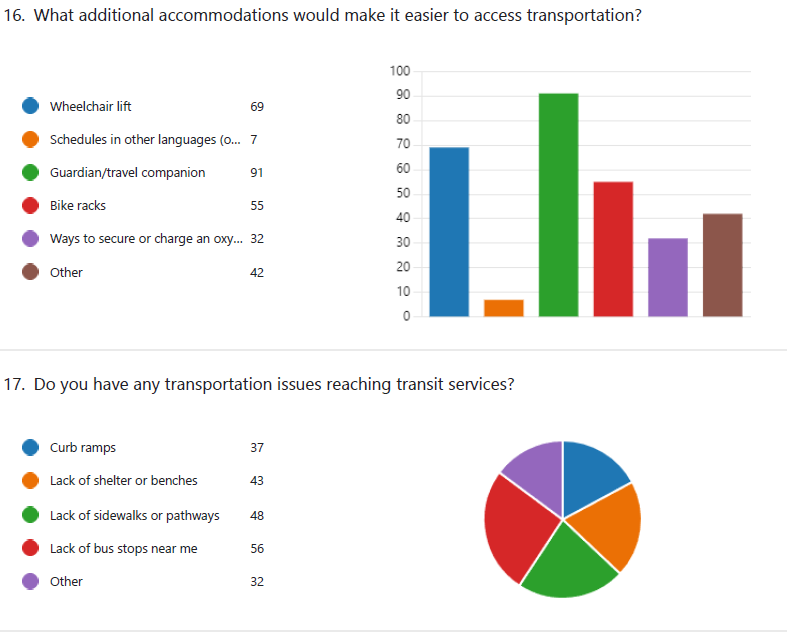 16. What additional accommodations would make it easier to access transportation?
Wheelchair lift 69
Schedules in other languages (o... 7
Guardian/travel companion 91
Bike racks 55
Ways to secure or charge an oxy... 32
Other 42
100
90
80
70
60
50
40
30
20
10
0
17. Do you have any transportation issues reaching transit services?
Curb ramps 37
Lack of shelter or benches 43
Lack of sidewalks or pathways 48
Lack of bus stops near me 56
Other 32